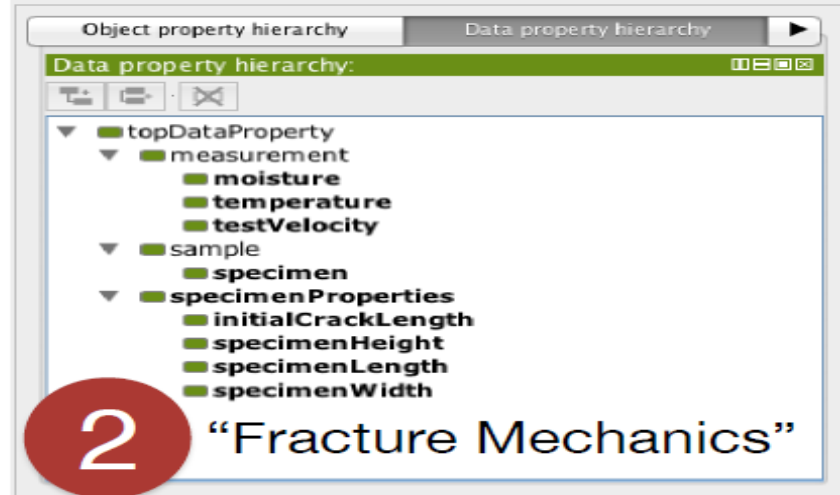 Object property hierarchy Data property hierarchy
Data property hierarchy:
topDataProperty
measurement
moisture
temperature
testVelocity
sample
specimen
specimenProperties
initialCrackLength
specimenHeight
specimenLength
specimenWidth
2 “Fracture Mechanics”